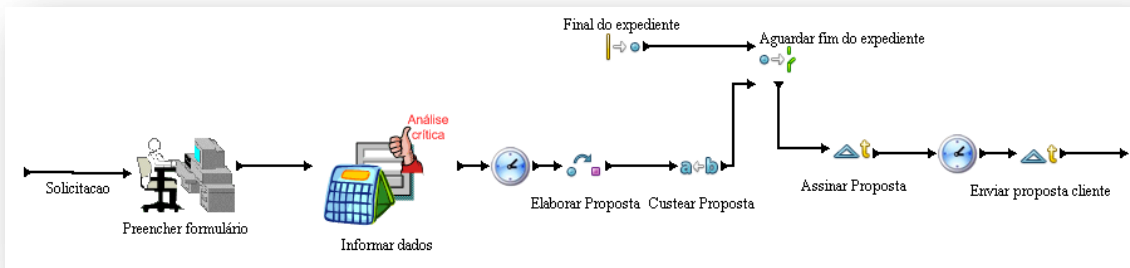 Final do expediente
Aguardar fim do expediente
Análise
crítica
Solicitacao
Preencher formulário
Informar dados
Elaborar Proposta
a b
Custear Proposta
t
Assinar Proposta
t
Enviar proposta cliente